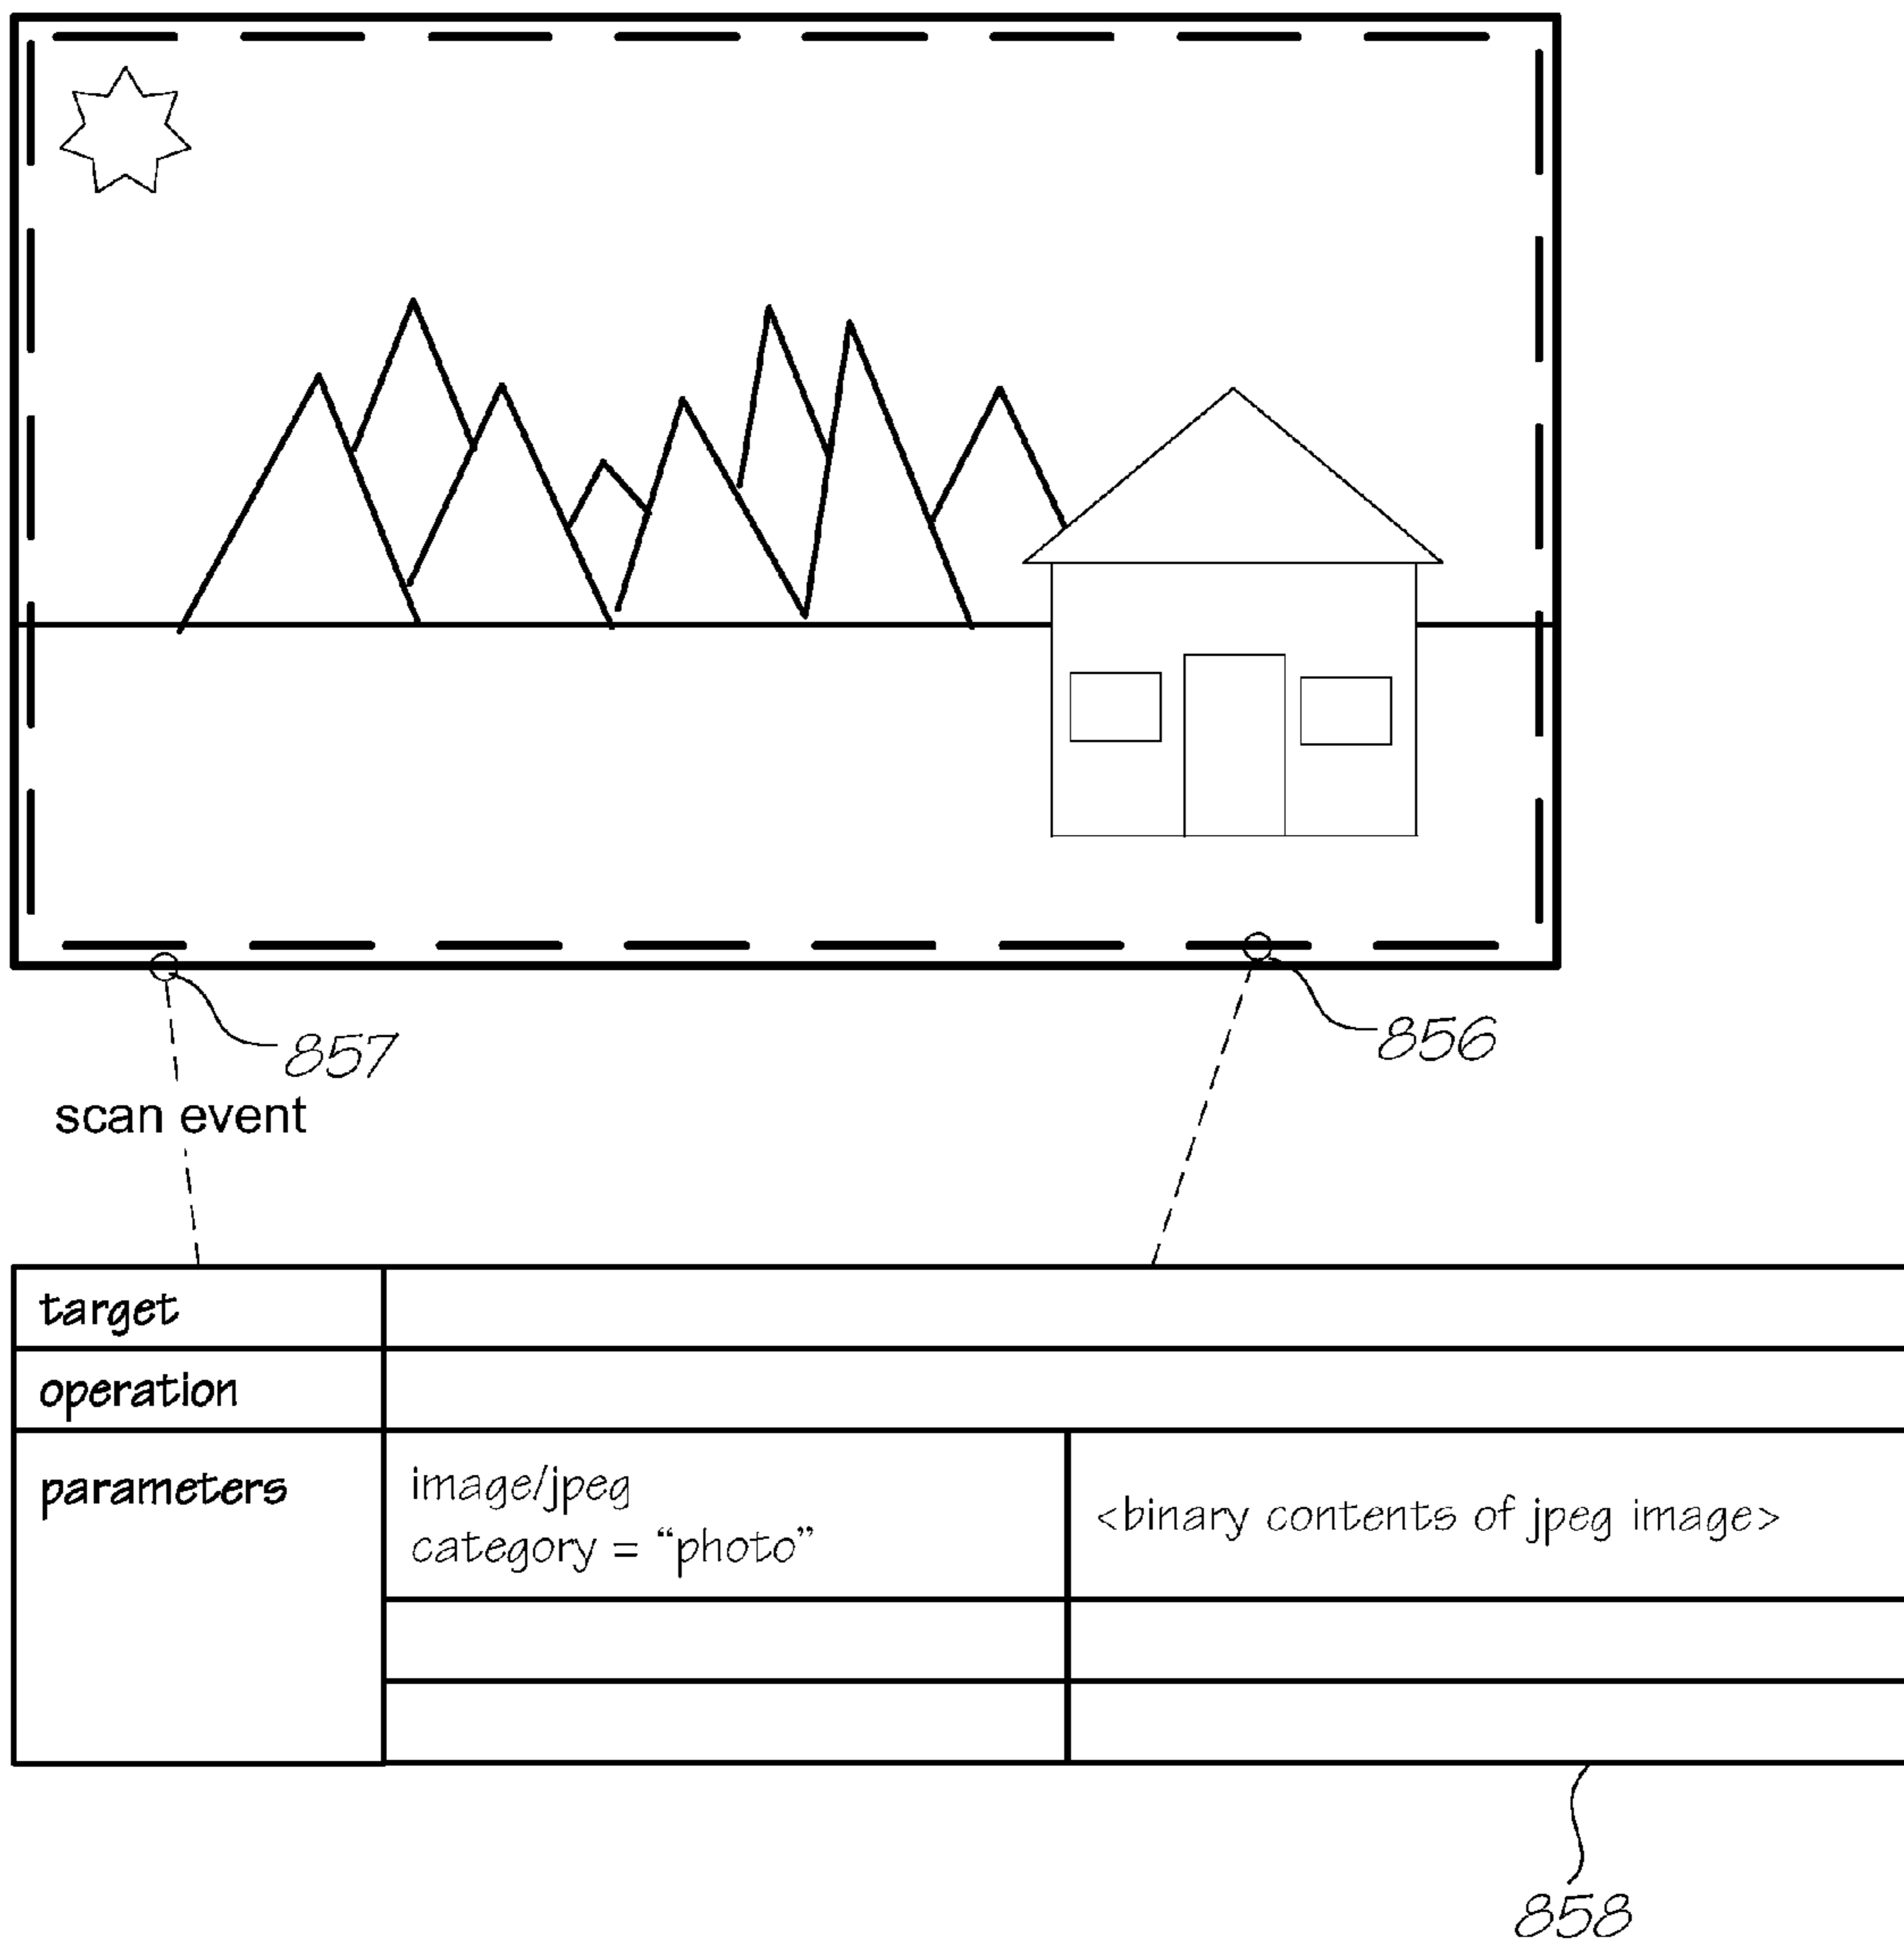 857
856
scan event
target
operation
parameters
image/jpeg
category = “photo”
<binary contents of jpeg image>
858